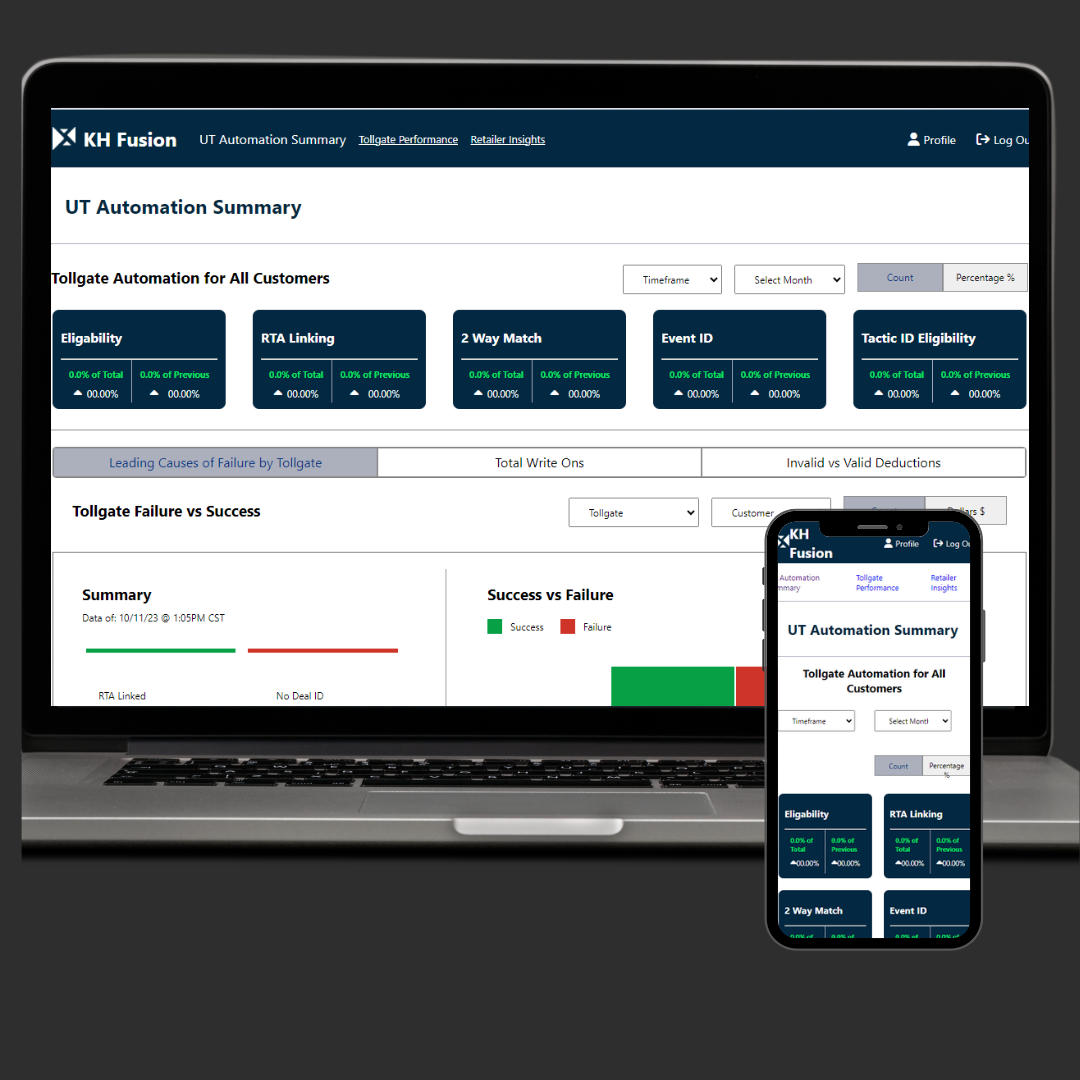 KH Fusion UT Automation Summary Tollgate Performance Retailer Insights Profile Log Ou
UT Automation Summary
Tollgate Automation for All Customers Timeframe Select Month Count Percentage %
Eligability RTA Linking 2 Way Match Event ID Tactic ID Eligibility
0.0% of Total 0.0% of Previous 0.0% of Total 0.0% of Previous 0.0% of Total 0.0% of Previous 0.0% of Total 0.0% of Previous 0.0% of Total 0.0% of Previous
00.00% 00.00% 00.00% 00.00% 00.00% 00.00% 00.00% 00.00% 00.00% 00.00%
Leading Causes of Failure by Tollgate Total Write Ons Invalid vs Valid Deductions
Tollgate Failure vs Success Tollgate Customer
Summary Success vs Failure
Data of: 10/11/23 @ 1:05PM CST Success Failure
RTA Linked No Deal ID
KH
Fusion Profile Log Ou
Automation Tollgate Retailer
mmary Performance Insights
UT Automation Summary
Tollgate Automation for All
Customers
Timeframe Select Month
Count Percentage
%
Eligability RTA Linking
0.0% of 0.0% of 0.0% of 0.0% of
Total Previous Total Previous
00.00% 00.00% 00.00% 00.00%
2 Way Match Event ID